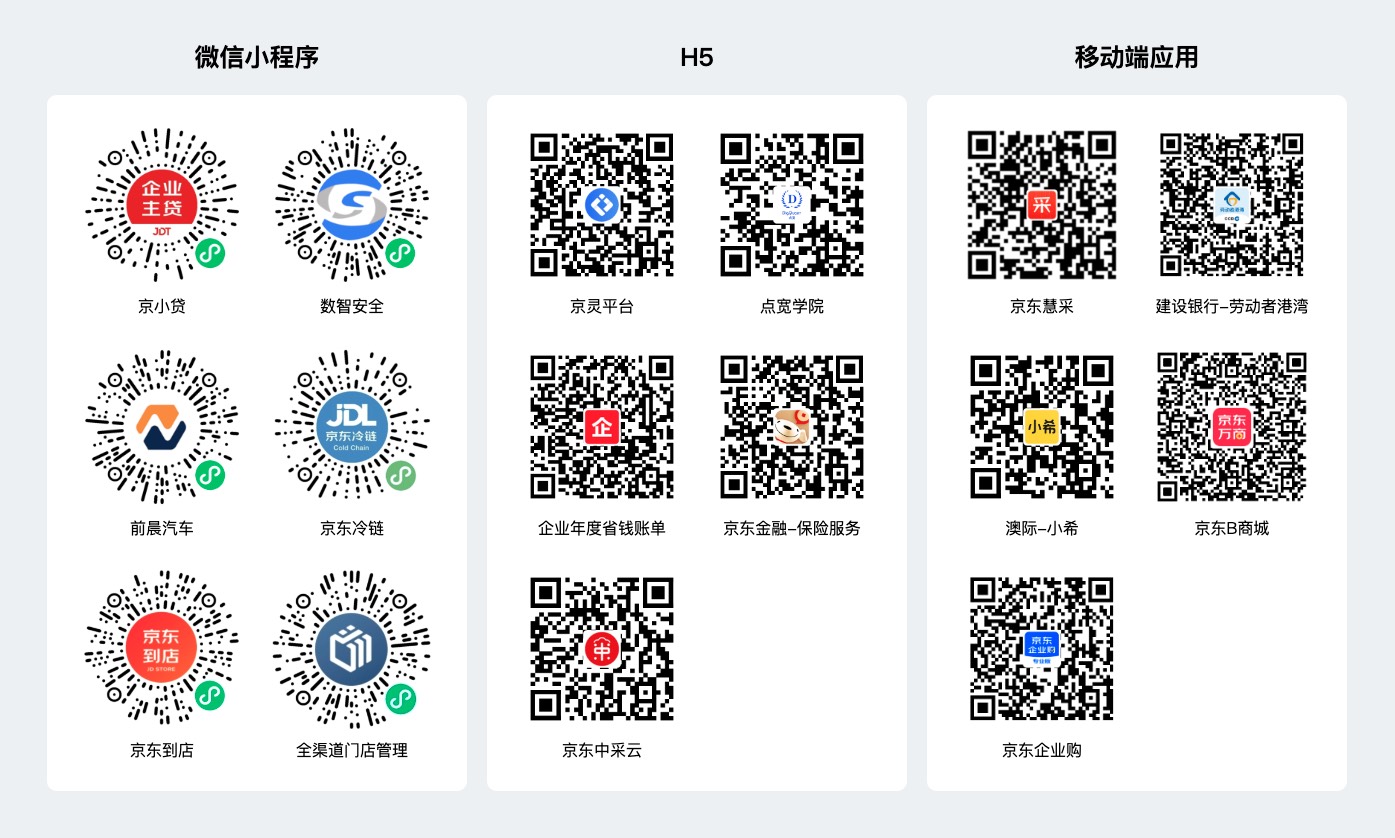 微信小程序
企业
主贷
JDT
京小贷
数智安全
前晨汽车
JDL
京东冷链
Cold Chain
京东冷链
京东
到店
京东到店
全渠道门店管理
H5
京灵平台
D
点宽学院
企
企业年度省钱账单
京东金融-保险服务
京东中采云
移动端应用
采
京东慧采
建设银行-劳动者港湾
小希
澳际-小希
京东
万商
京东B商城
京东
企业购
专业版
京东企业购